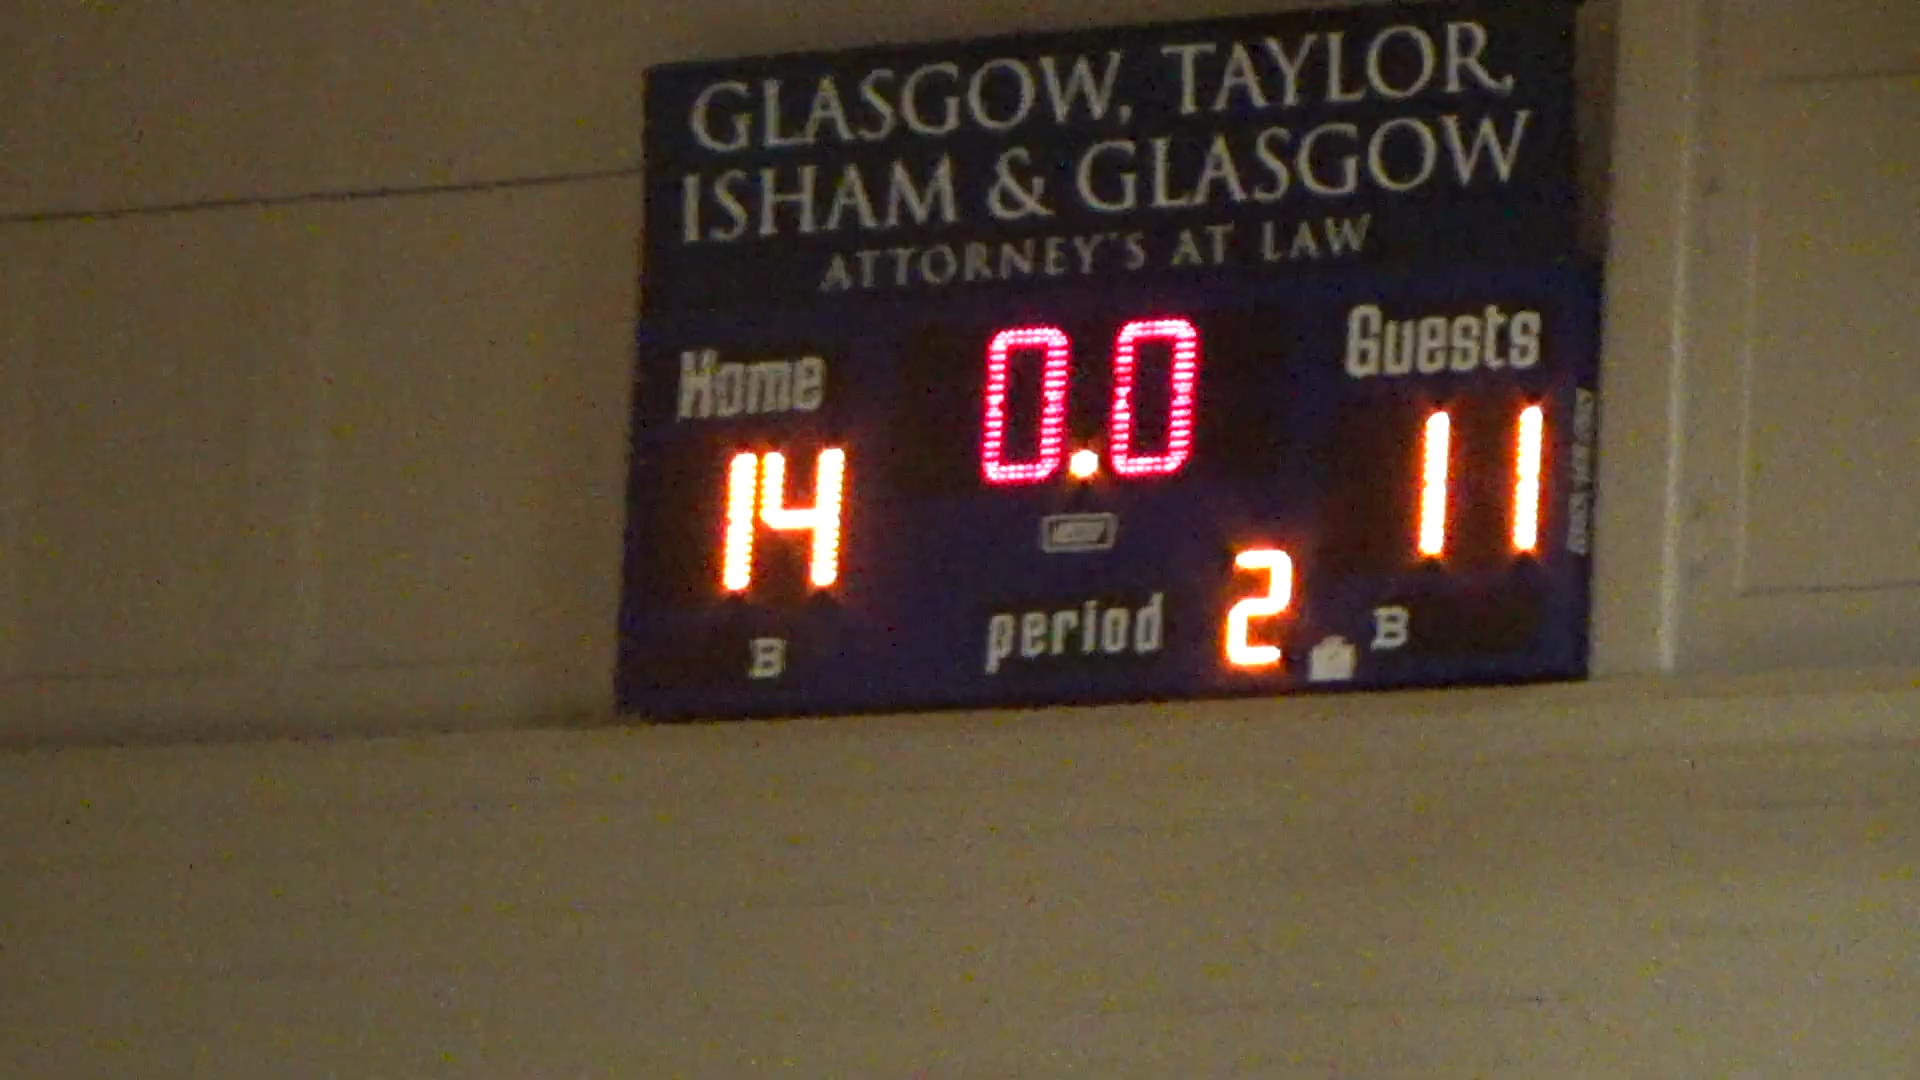 GLASGOW, TAYLOR,
ISHAM & GLASGOW
ATTORNEY'S AT LAW
Home
0.0
Guests
14
11
period
2
B
B